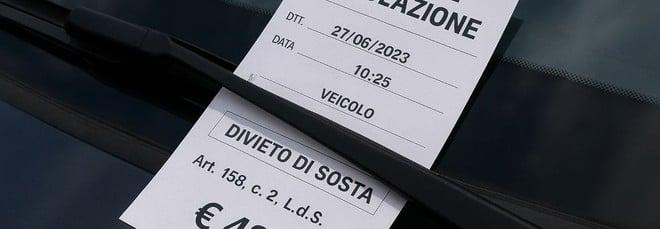 DTT. 27/06/2023
DATA 10:25
VEICOLO
DIVIETO DI SOSTA
Art. 158, c. 2, L.d.S.
€